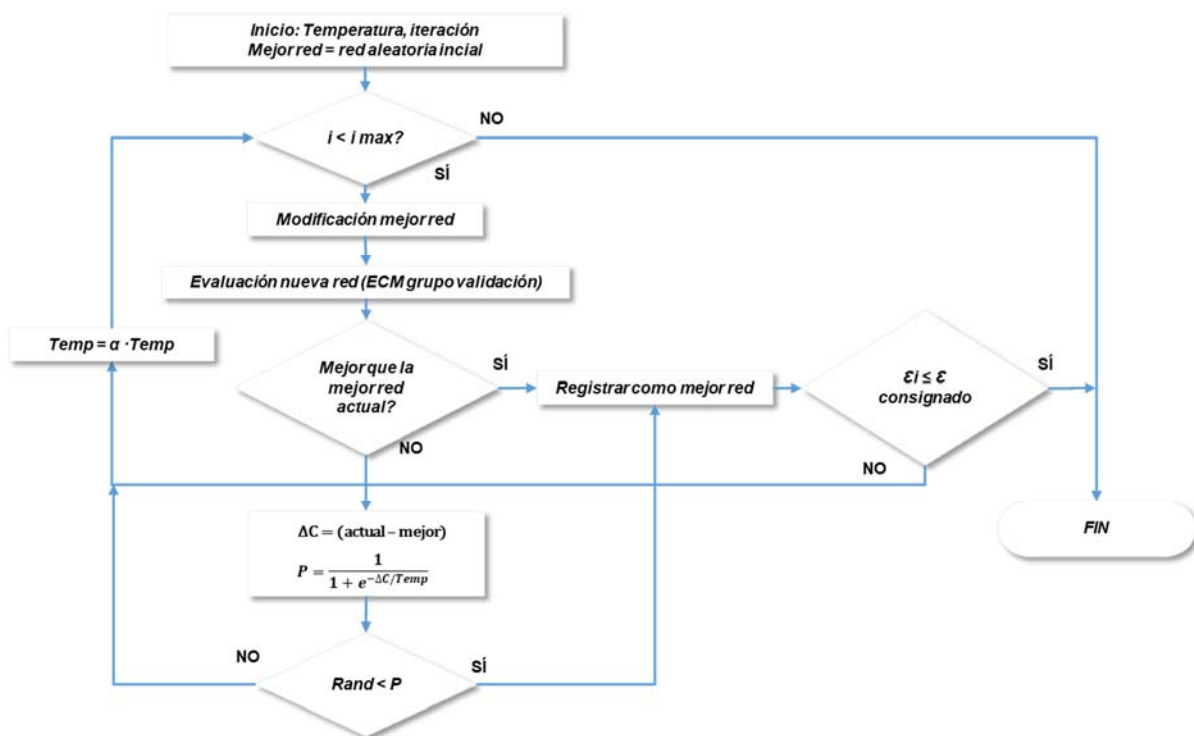 Inicio: Temperatura, iteración
Mejor red = red aleatoria incial
i < i max?
NO
SÍ
Modificación mejor red
Evaluación nueva red (ECM grupo validación)
Temp = α · Temp
Mejor que la
mejor red
actual?
SÍ
NO
Registrar como mejor red
Ɛi ≤ Ɛ
consignado
SÍ
NO
ΔC = (actual – mejor)
P = 1 / (1 + e^{-ΔC/Temp})
Rand < P
NO
SÍ
FIN